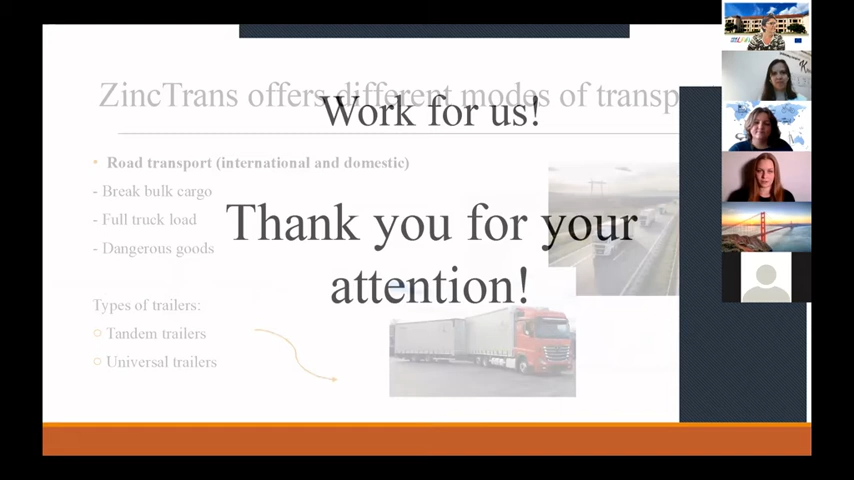 ZincTrans offers different modes of transp
Work for us!
• Road transport (international and domestic)
- Break bulk cargo
- Full truck load
- Dangerous goods
Thank you for your
attention!
Types of trailers:
Tandem trailers
Universal trailers